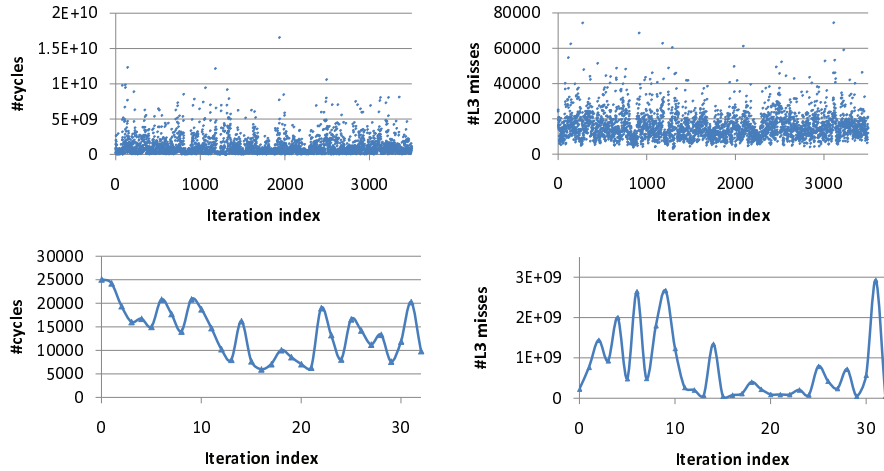 2E+10
1.5E+10
1E+10
5E+09
0
#cycles
0 1000 2000 3000
Iteration index
80000
60000
40000
20000
0
#L3 misses
0 1000 2000 3000
Iteration index
30000
25000
20000
15000
10000
5000
0
#cycles
0 10 20 30
Iteration index
3E+09
2E+09
1E+09
0
#L3 misses
0 10 20 30
Iteration index